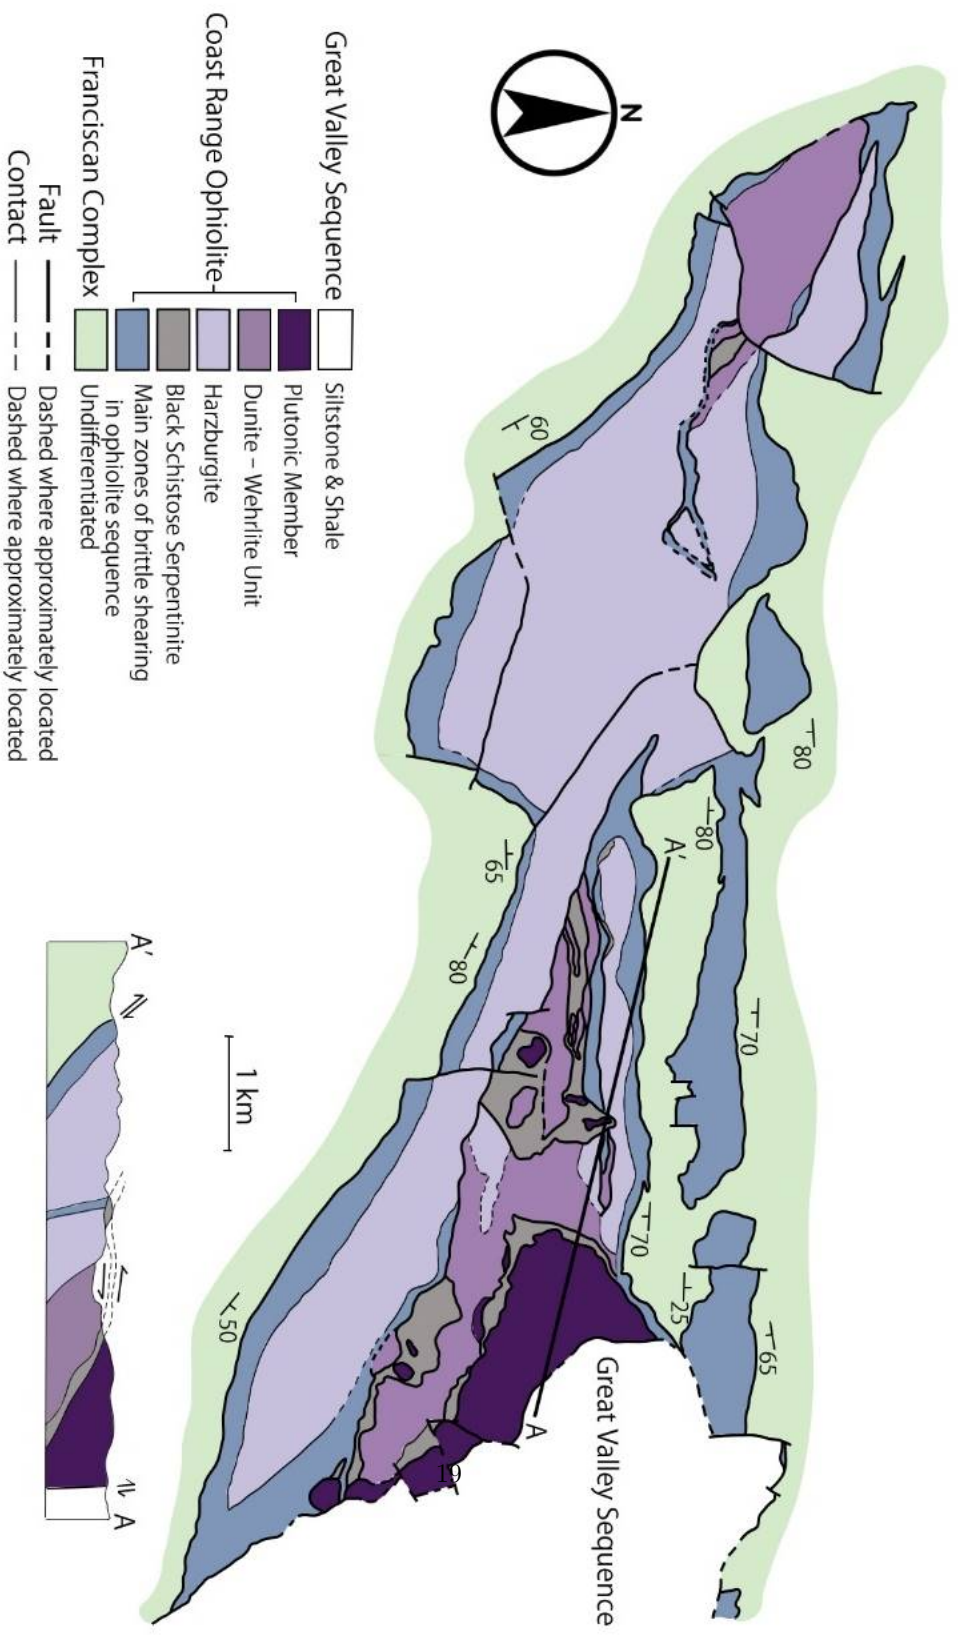 N
60
80
80
A'
65
80
70
70
25
65
50
A
Great Valley Sequence
19
1 km
A'
A
Great Valley Sequence
Siltstone & Shale
Coast Range Ophiolite
Plutonic Member
Dunite – Wehrlite Unit
Harzburgite
Black Schistose Serpentinite
Main zones of brittle shearing
in ophiolite sequence
Franciscan Complex
Undifferentiated
Fault
Dashed where approximately located
Contact
Dashed where approximately located